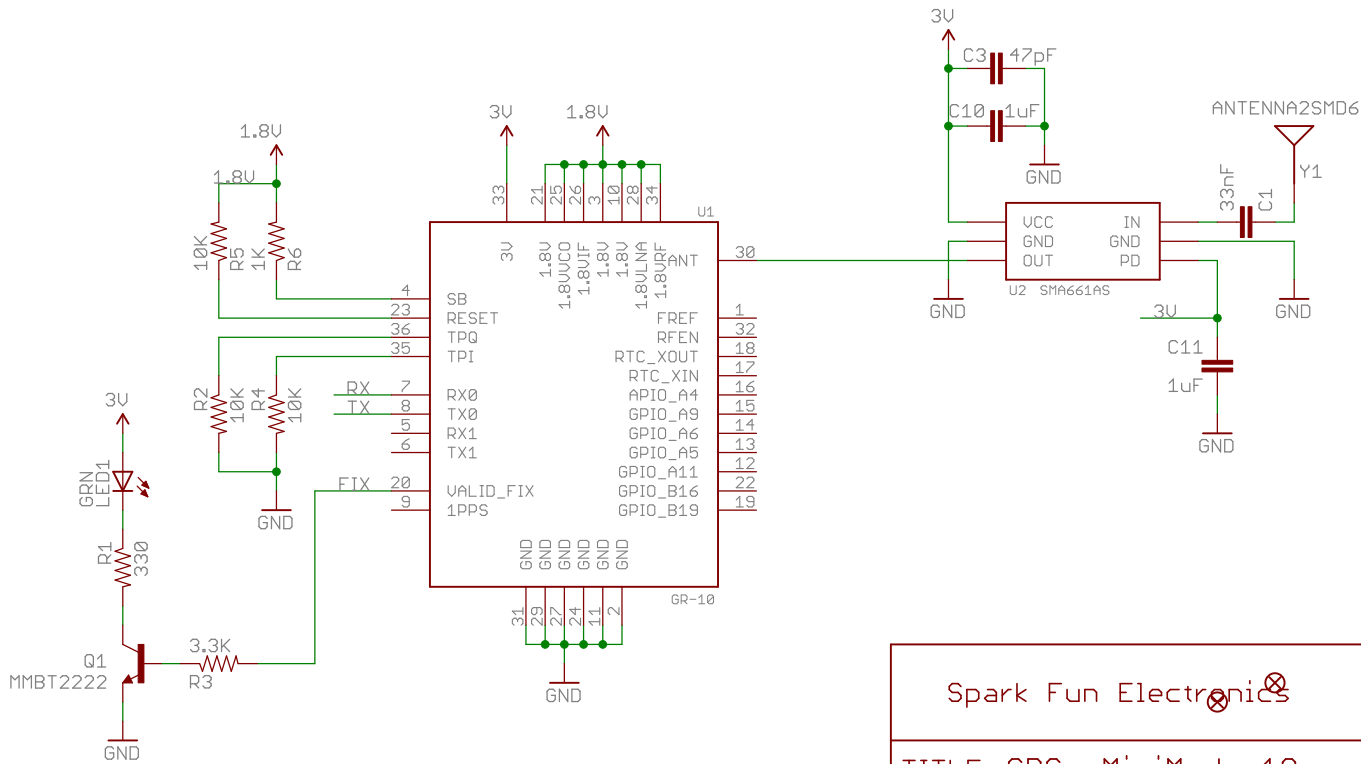 3V
C3 47pF
C10 1uF
GND
ANTENNA2SMD6
Y1
33nF
C1
VCC IN
GND GND
OUT PD
U2 SMA661AS
GND
GND
3V
C11
1uF
GND
3V
1.8V
33 21 25 26 3 10 28 34
U1
3V 1.8V 1.8VVCO 1.8VIF 1.8V 1.8V 1.8VLNA 1.8VRF
ANT 30
1.8V
1.8V
10K R5 1K R6
4 SB
23 RESET
36 TPQ
35 TPI
RX 7 RX0
TX 8 TX0
5 RX1
6 TX1
FIX 20 VALID_FIX
9 1PPS
FREF 1
RFEN 32
RTC_XOUT 18
RTC_XIN 17
APIO_A4 16
GPIO_A9 15
GPIO_A6 14
GPIO_A5 13
GPIO_A11 12
GPIO_B16 22
GPIO_B19 19
R2 10K R4 10K
GND
GND GND GND GND GND GND
31 29 27 24 11 2
GR-10
GND
3V
GRN
LED1
R1
330
Q1
MMBT2222
3.3K
R3
GND
Spark Fun Electronics